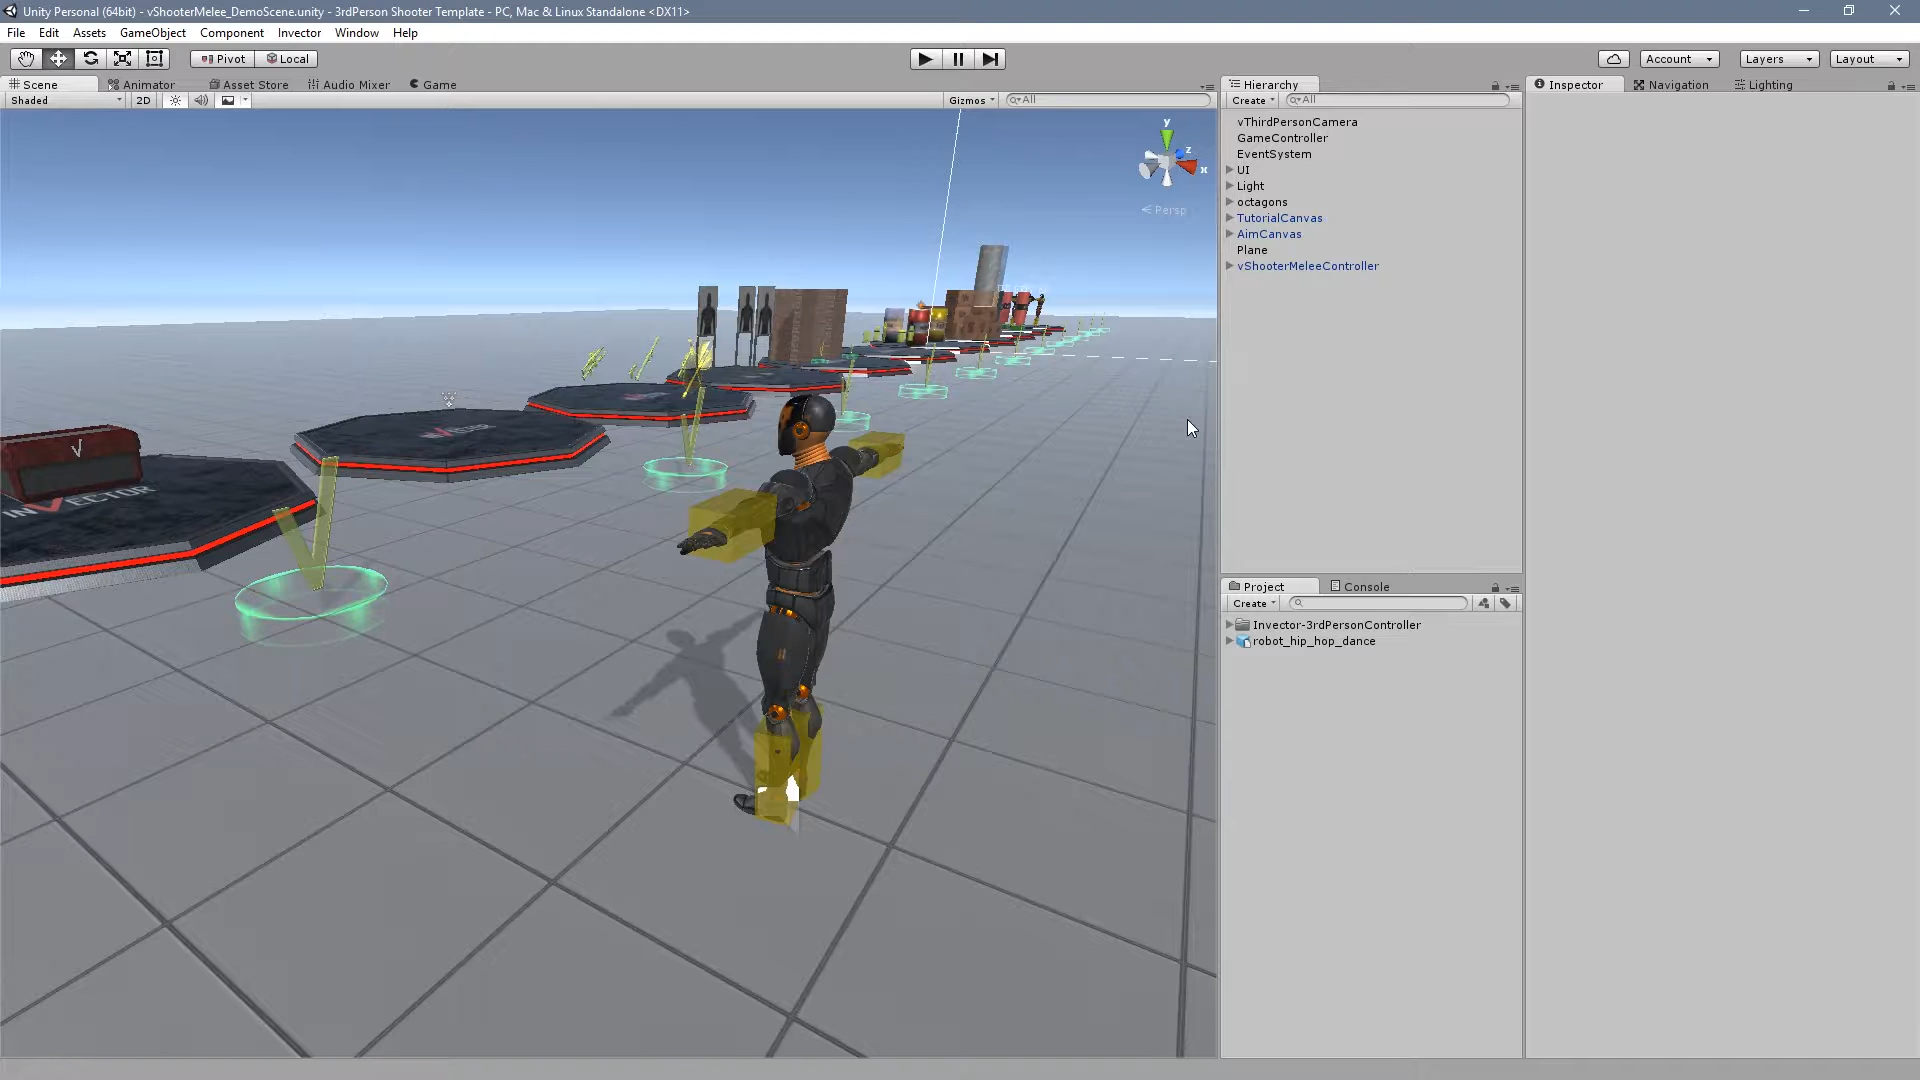 Unity Personal (64bit) - vShooterMelee_DemoScene.unity - 3rdPerson Shooter Template - PC, Mac & Linux Standalone <DX11>
File Edit Assets GameObject Component Invector Window Help
Pivot Local Account Layers Layout
Scene Animator Asset Store Audio Mixer Game
Shaded 2D Gizmos All
y
z
x
Persp
INVECTOR
Hierarchy
Create All
vThirdPersonCamera
GameController
EventSystem
UI
Light
octagons
TutorialCanvas
AimCanvas
Plane
vShooterMeleeController
Project Console
Create
Invector-3rdPersonController
robot_hip_hop_dance
Inspector Navigation Lighting